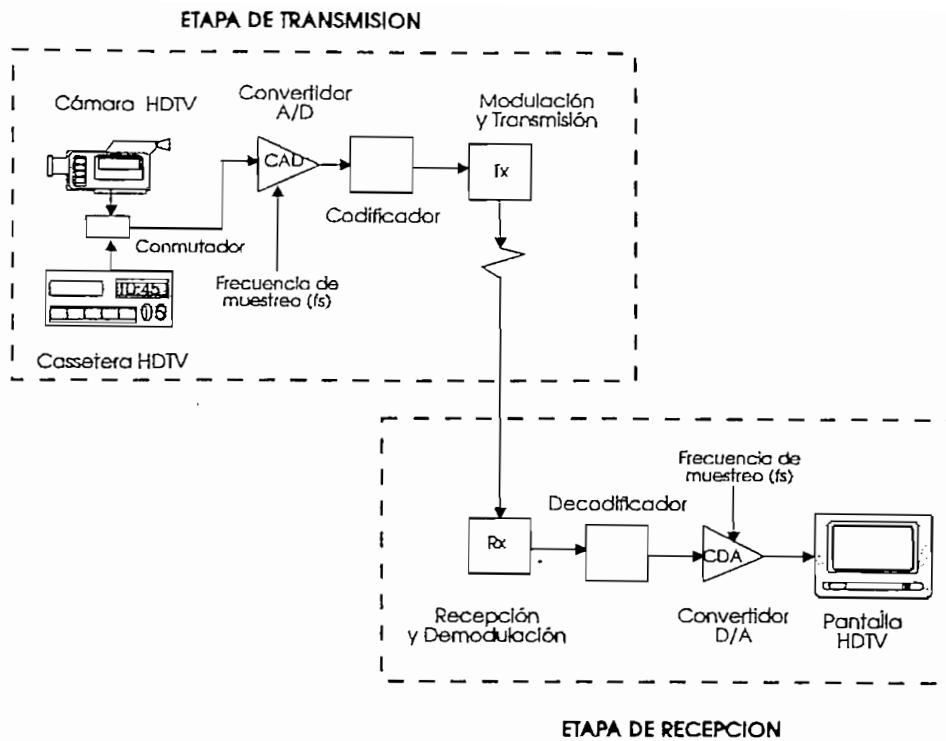 ETAPA DE TRANSMISION
Cámara HDTV
Convertidor
A/D
Modulación
y Transmisión
CAD
Tx
Codificador
Conmutador
Frecuencia de
muestreo (fs)
10:45
08
Cassetera HDTV
Frecuencia de
muestreo (fs)
Decodificador
Rx
CDA
Recepción
y Demodulación
Convertidor
D/A
Pantalla
HDTV
ETAPA DE RECEPCION